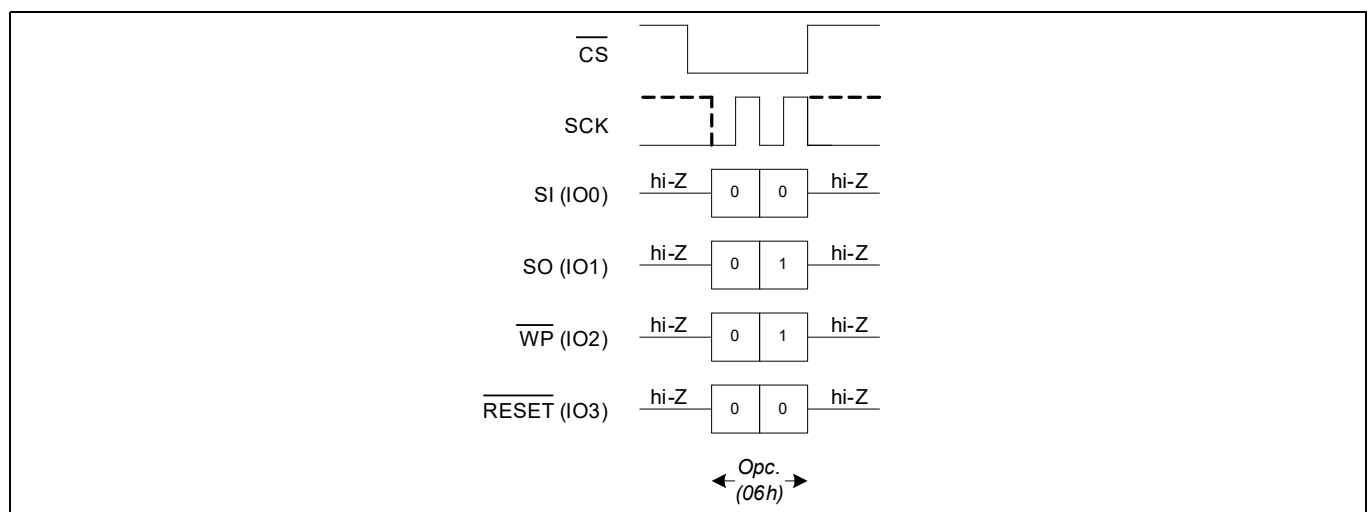 CS
SCK
hi-Z 0 0 hi-Z
SI (IO0)
hi-Z 0 1 hi-Z
SO (IO1)
hi-Z 0 1 hi-Z
WP (IO2)
hi-Z 0 0 hi-Z
RESET (IO3)
Opc.
(06h)